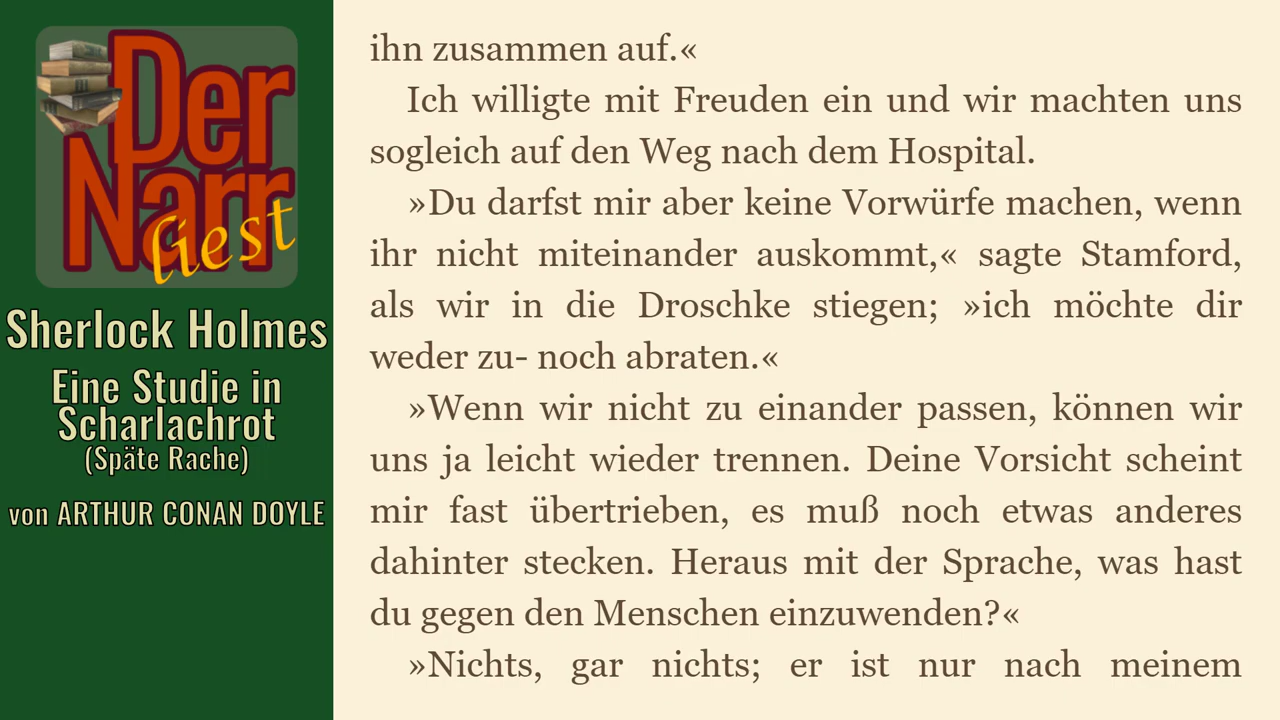 Der
Narr
liest
Sherlock Holmes
Eine Studie in
Scharlachrot
(Späte Rache)
von ARTHUR CONAN DOYLE
ihn zusammen auf.«
Ich willigte mit Freuden ein und wir machten uns
sogleich auf den Weg nach dem Hospital.
»Du darfst mir aber keine Vorwürfe machen, wenn
ihr nicht miteinander auskommt,« sagte Stamford,
als wir in die Droschke stiegen; »ich möchte dir
weder zu- noch abraten.«
»Wenn wir nicht zu einander passen, können wir
uns ja leicht wieder trennen. Deine Vorsicht scheint
mir fast übertrieben, es muß noch etwas anderes
dahinter stecken. Heraus mit der Sprache, was hast
du gegen den Menschen einzuwenden?«
»Nichts, gar nichts; er ist nur nach meinem